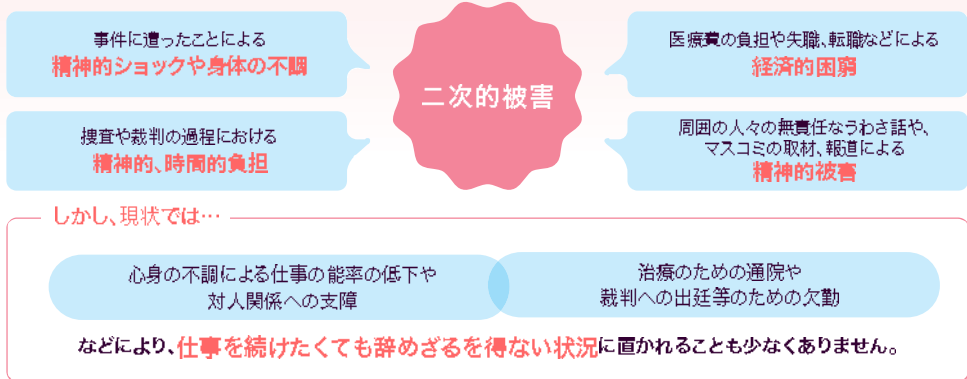 事件に遭ったことによる
精神的ショックや身体の不調
捜査や裁判の過程における
精神的、時間的負担
二次的被害
医療費の負担や失職、転職などによる
経済的困窮
周囲の人々の無責任なうわさ話や、
マスコミの取材、報道による
精神的被害
しかし、現状では…
心身の不調による仕事の能率の低下や
対人関係への支障
治療のための通院や
裁判への出廷等のための欠勤
などにより、仕事を続けたくても辞めざるを得ない状況に置かれることも少なくありません。